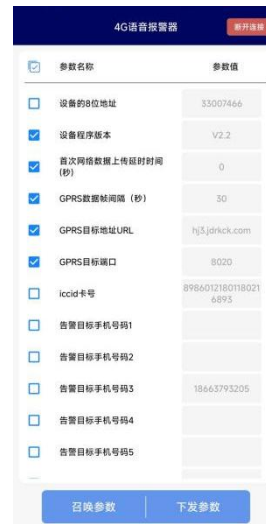 4G语音报警器
断开连接
参数名称 参数值
设备的8位地址 33007466
设备程序版本 V2.2
首次网络数据上传延时时间
(秒) 0
GPRS数据帧间隔（秒） 30
GPRS目标地址URL hj3.jdrkck.com
GPRS目标端口 8020
iccid卡号 8986012180118021
6893
告警目标手机号码1
告警目标手机号码2
告警目标手机号码3 18663793205
告警目标手机号码4
告警目标手机号码5
召唤参数 下发参数